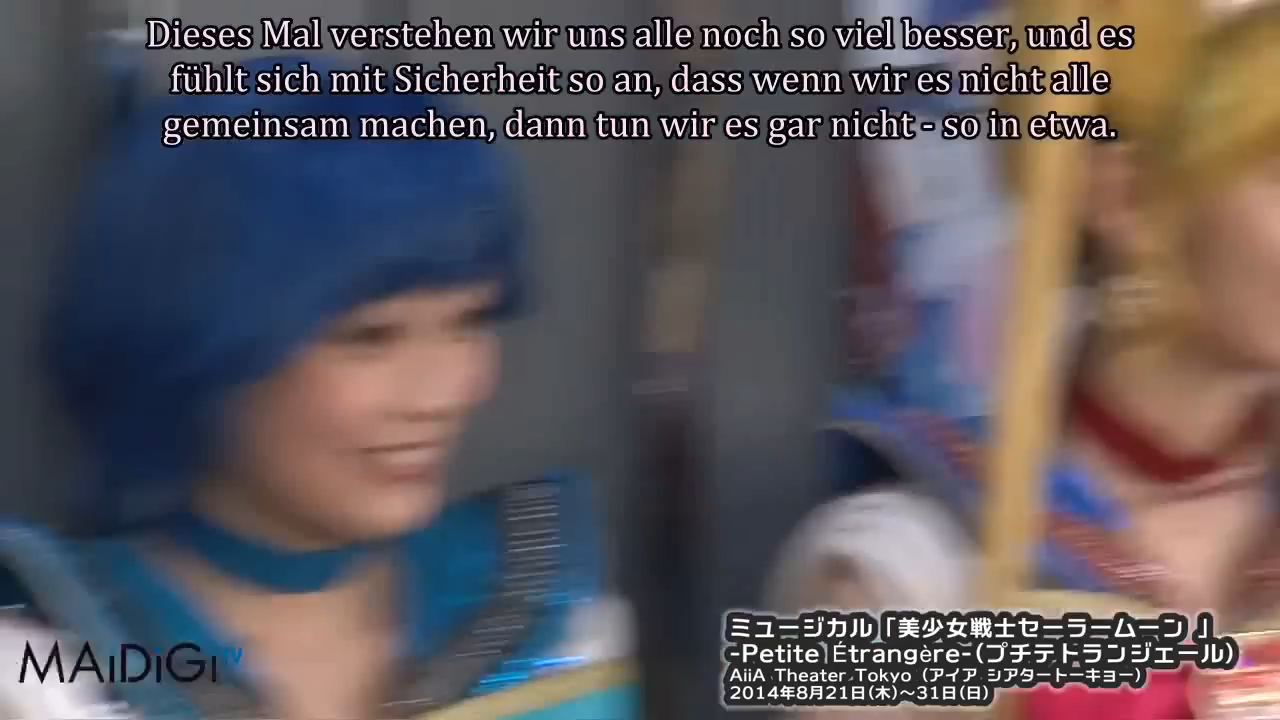 Dieses Mal verstehen wir uns alle noch so viel besser, und es
fühlt sich mit Sicherheit so an, dass wenn wir es nicht alle
gemeinsam machen, dann tun wir es gar nicht - so in etwa.
MAiDiGiTV
ミュージカル「美少女戦士セーラームーン 」
-Petite Étrangère-(プチテトランジェール)
AiiA Theater Tokyo (アイア シアタートーキョー)
2014年8月21日(木)〜31日(日)